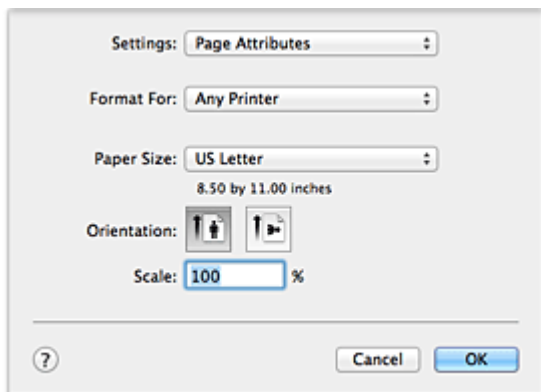 Settings: Page Attributes
Format For: Any Printer
Paper Size: US Letter
8.50 by 11.00 inches
Orientation:
Scale: 100 %
? Cancel OK